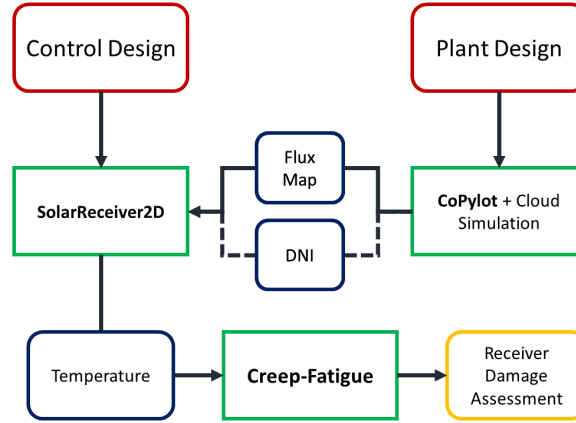 Control Design
Plant Design
Flux
Map
SolarReceiver2D
CoPylot + Cloud
Simulation
DNI
Temperature
Creep-Fatigue
Receiver
Damage
Assessment